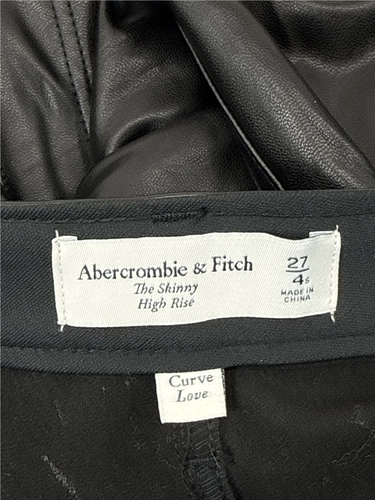 Abercrombie & Fitch
The Skinny
High Rise
27
4s
MADE IN
CHINA
Curve
Love